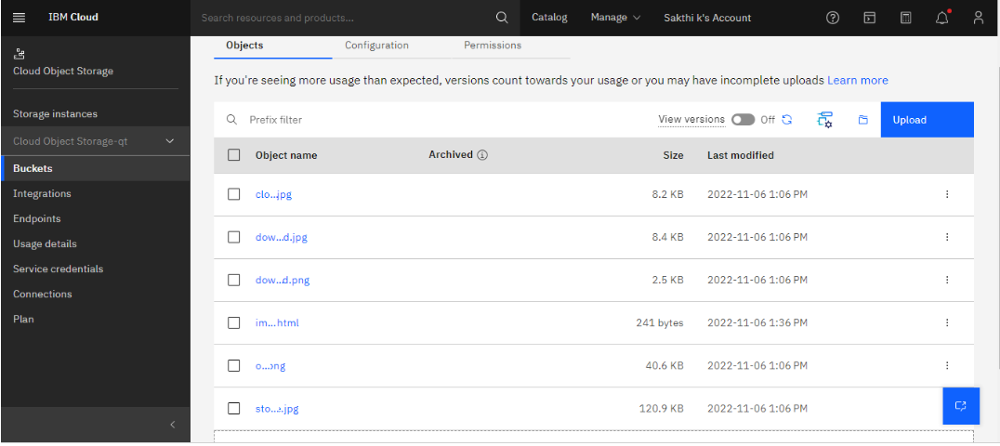 IBM Cloud
Search resources and products...
Catalog
Manage
Sakthi k's Account
Cloud Object Storage
Storage instances
Cloud Object Storage-qt
Buckets
Integrations
Endpoints
Usage details
Service credentials
Connections
Plan
Objects Configuration Permissions
If you're seeing more usage than expected, versions count towards your usage or you may have incomplete uploads Learn more
Prefix filter View versions Off Upload
Object name Archived Size Last modified
clo...jpg 8.2 KB 2022-11-06 1:06 PM
dow...d.jpg 8.4 KB 2022-11-06 1:06 PM
dow...d.png 2.5 KB 2022-11-06 1:06 PM
im...html 241 bytes 2022-11-06 1:36 PM
o...ng 40.6 KB 2022-11-06 1:06 PM
sto...jpg 120.9 KB 2022-11-06 1:06 PM